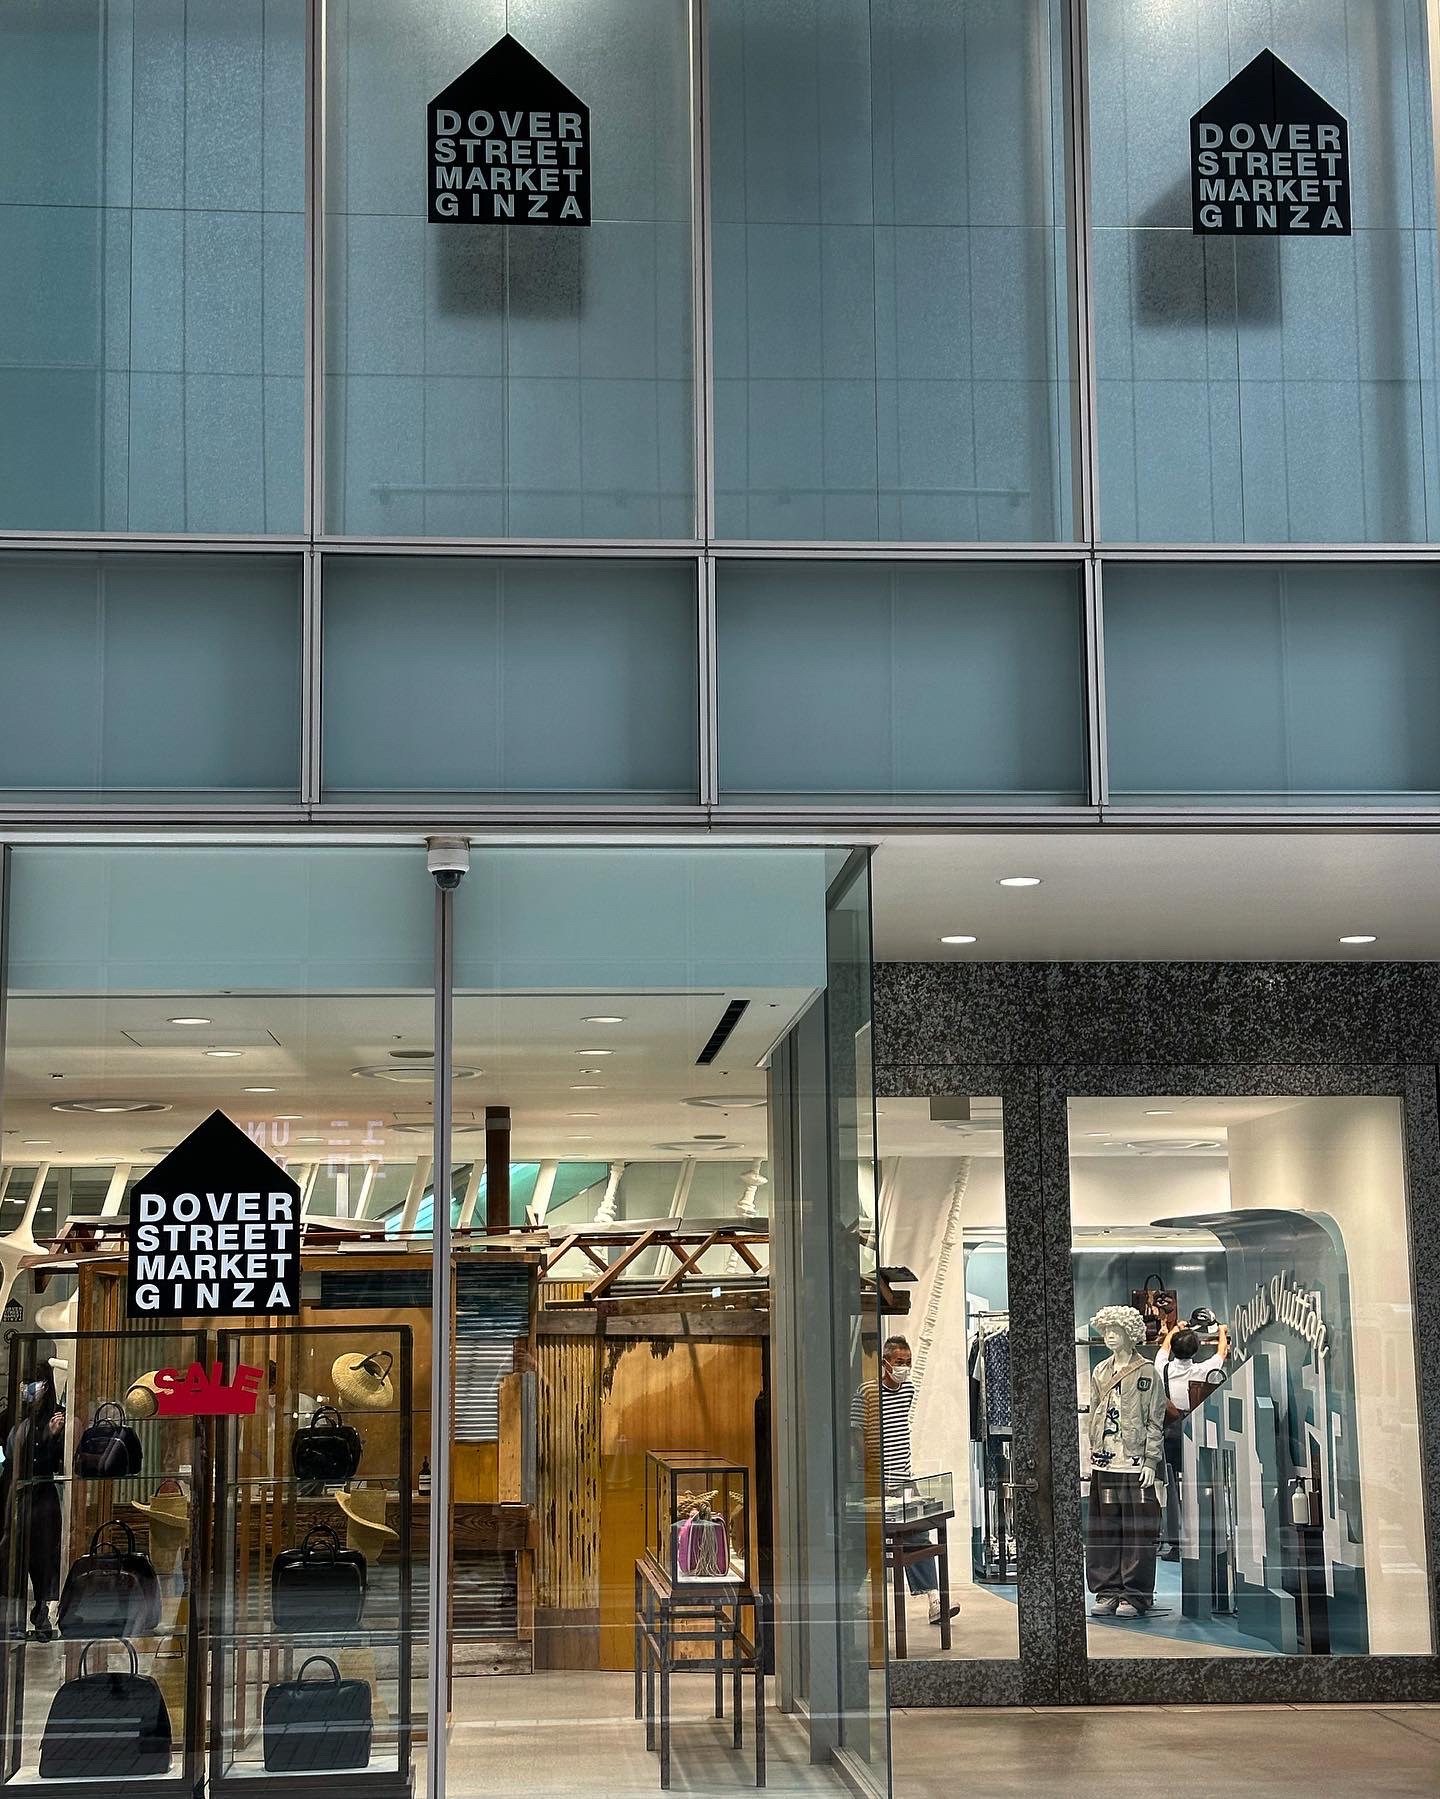 DOVER
STREET
MARKET
GINZA
DOVER
STREET
MARKET
GINZA
DOVER
STREET
MARKET
GINZA
SALE
Louis Vuitton